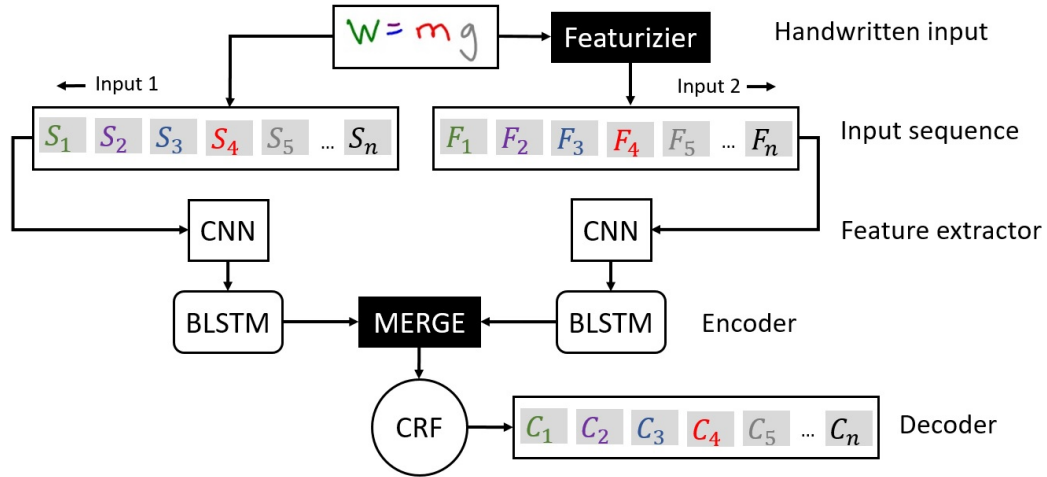 W = m g
Featurizier
Handwritten input
Input 1
Input 2
S1 S2 S3 S4 S5 ... Sn
F1 F2 F3 F4 F5 ... Fn
Input sequence
CNN
CNN
Feature extractor
BLSTM
MERGE
BLSTM
Encoder
CRF
C1 C2 C3 C4 C5 ... Cn
Decoder